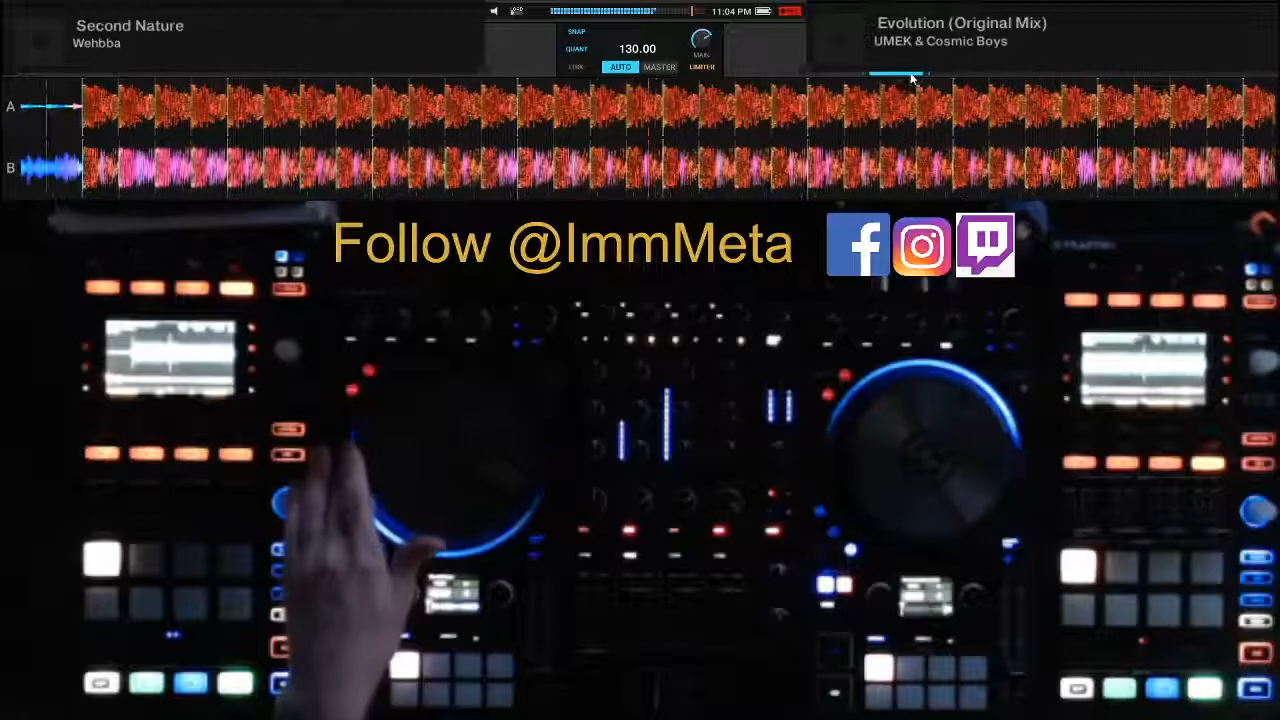 Second Nature
Wehbba
11:04 PM
SNAP
QUANT
130.00
MAIN
AUTO
MASTER
LIMITER
Evolution (Original Mix)
UMEK & Cosmic Boys
A
B
Follow @ImmMeta